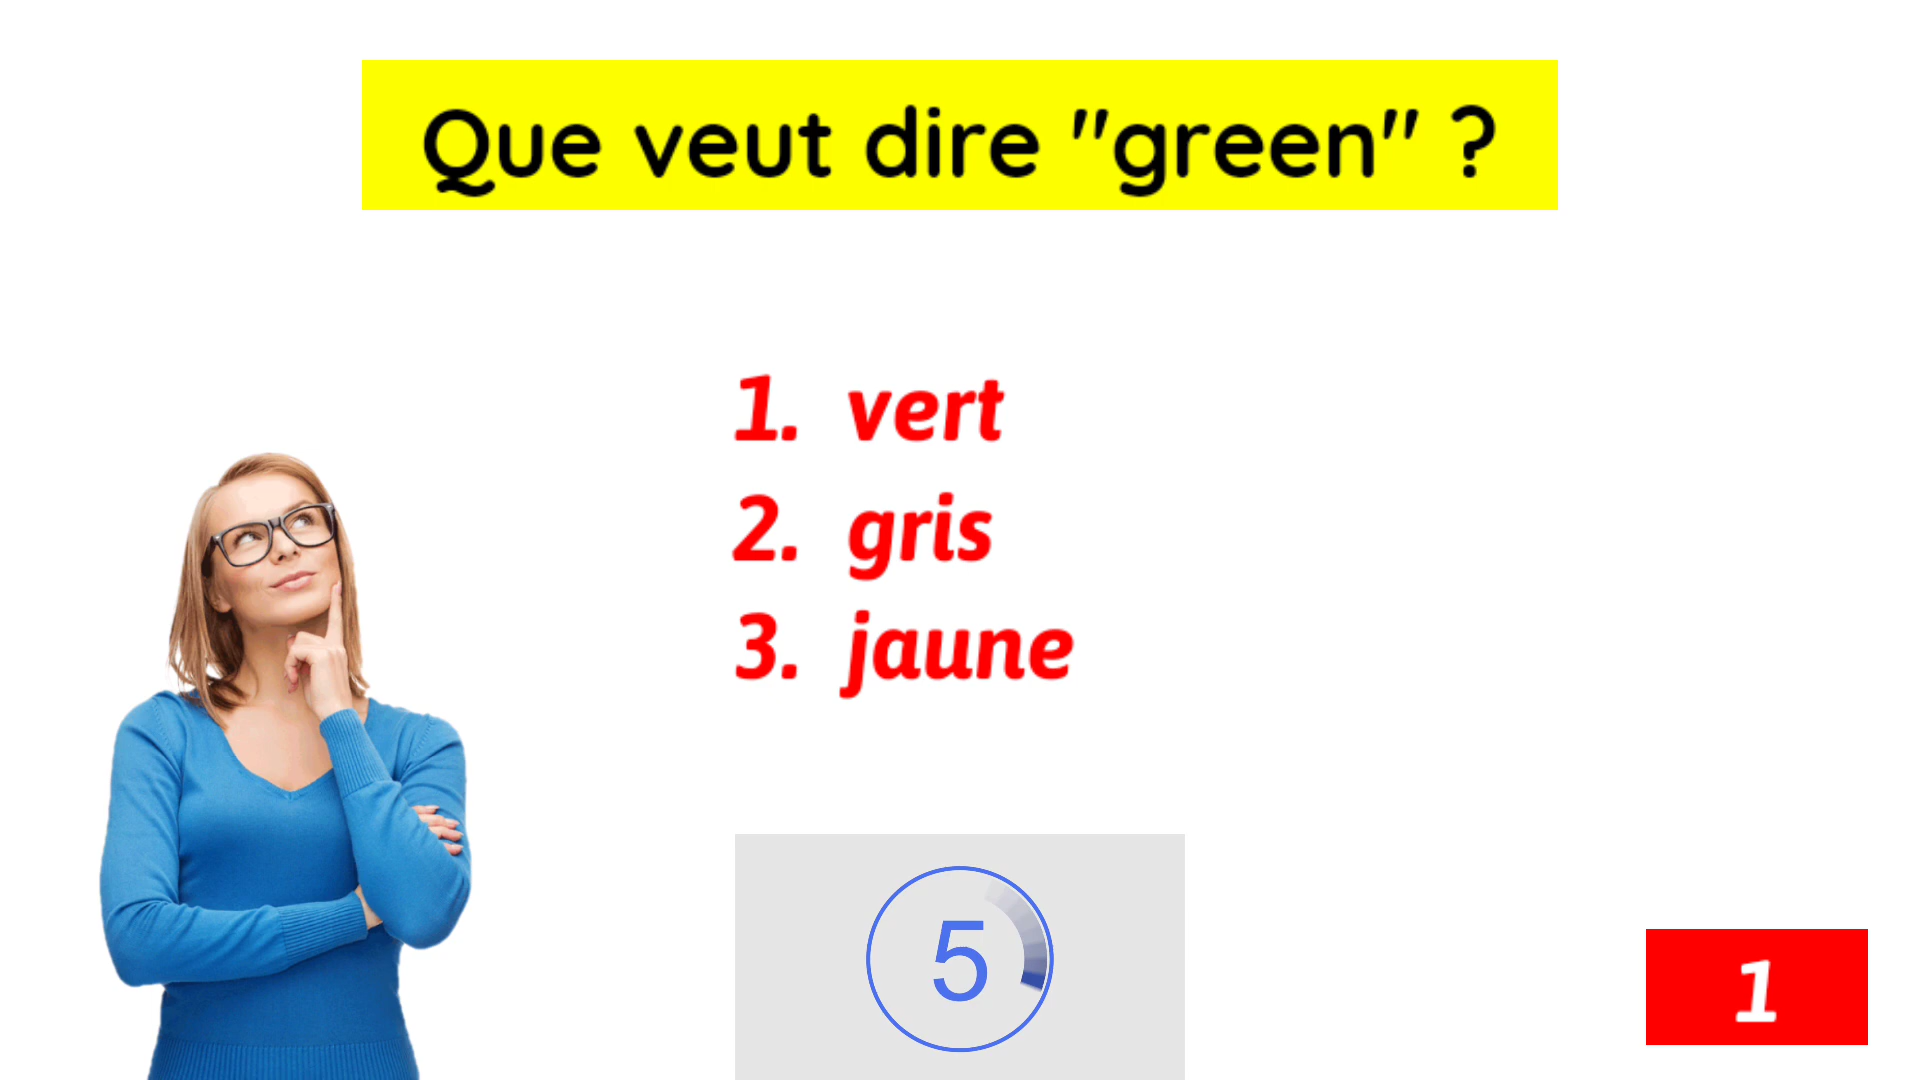 Que veut dire "green" ?
1. vert
2. gris
3. jaune
5
1